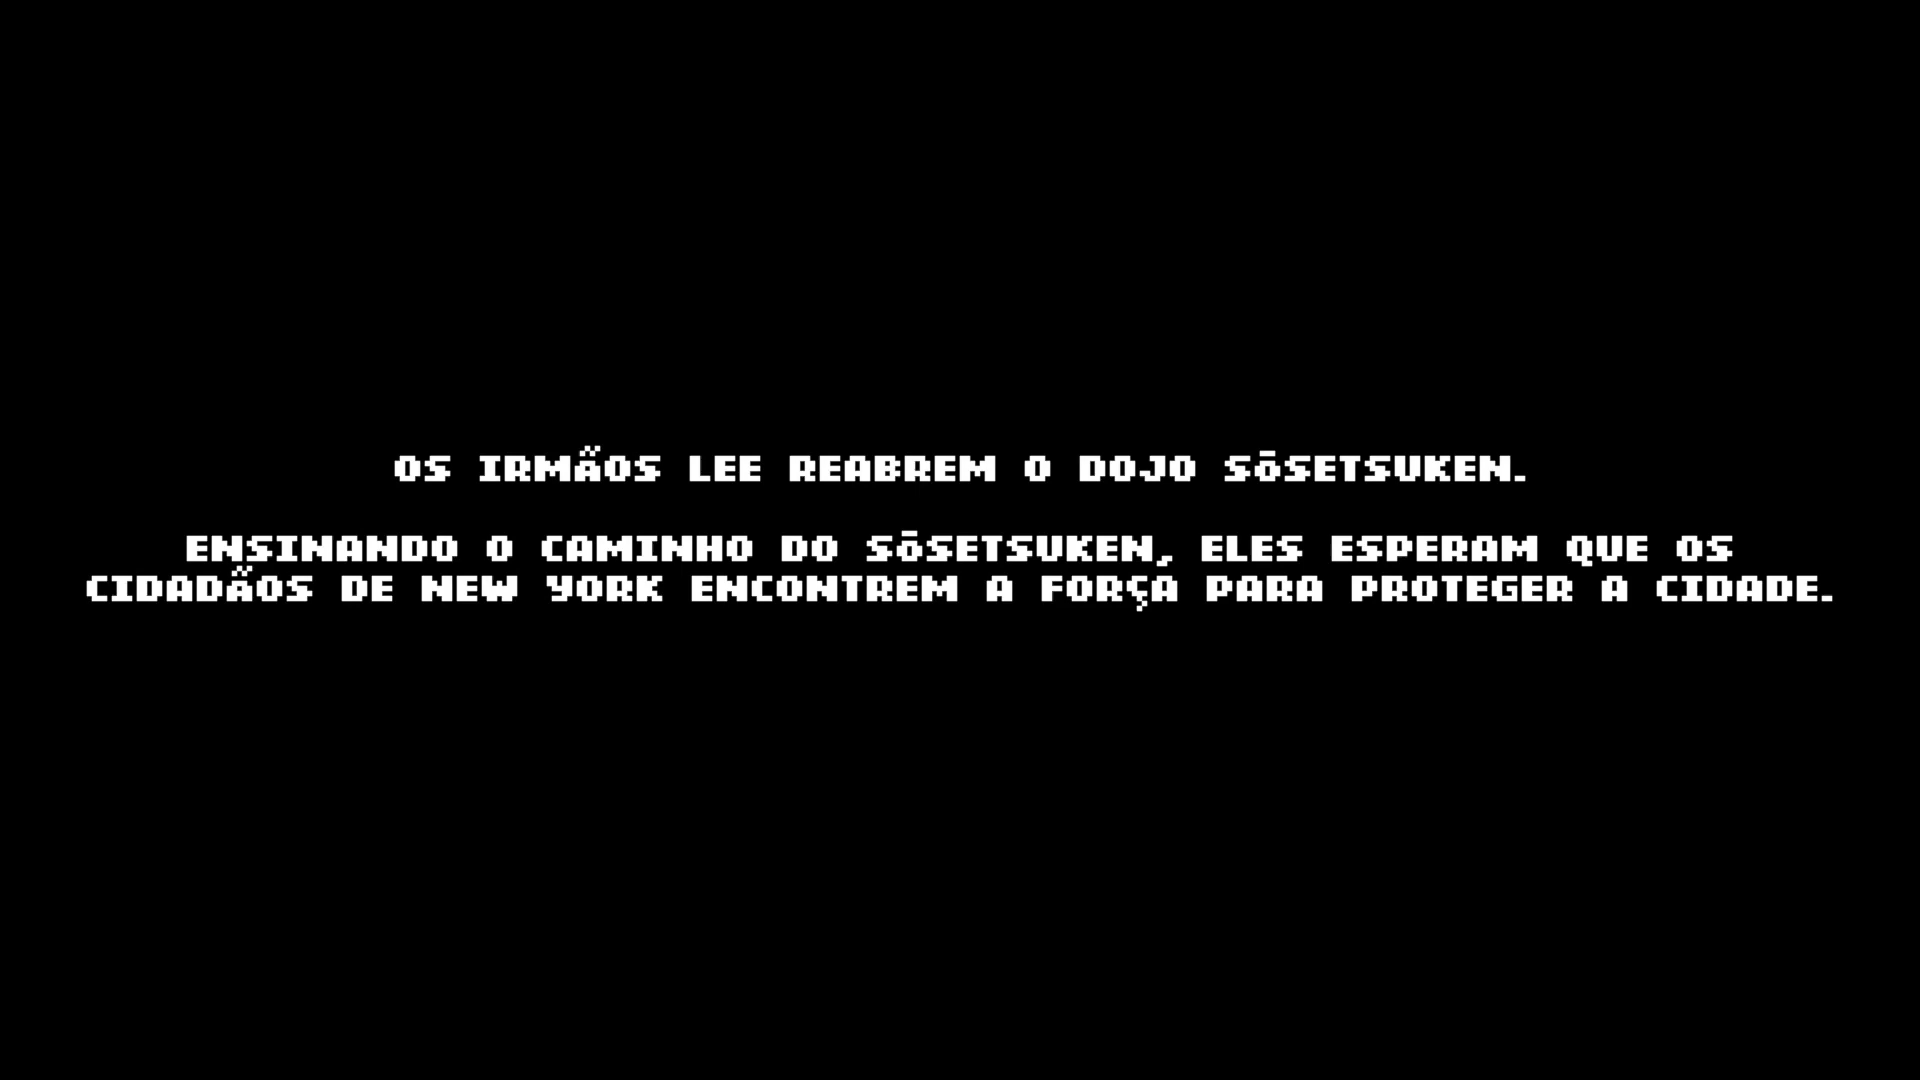 OS IRMÃOS LEE REABREM O DOJO SŌSETSUKEN.
ENSINANDO O CAMINHO DO SŌSETSUKEN, ELES ESPERAM QUE OS
CIDADÃOS DE NEW YORK ENCONTREM A FORÇA PARA PROTEGER A CIDADE.